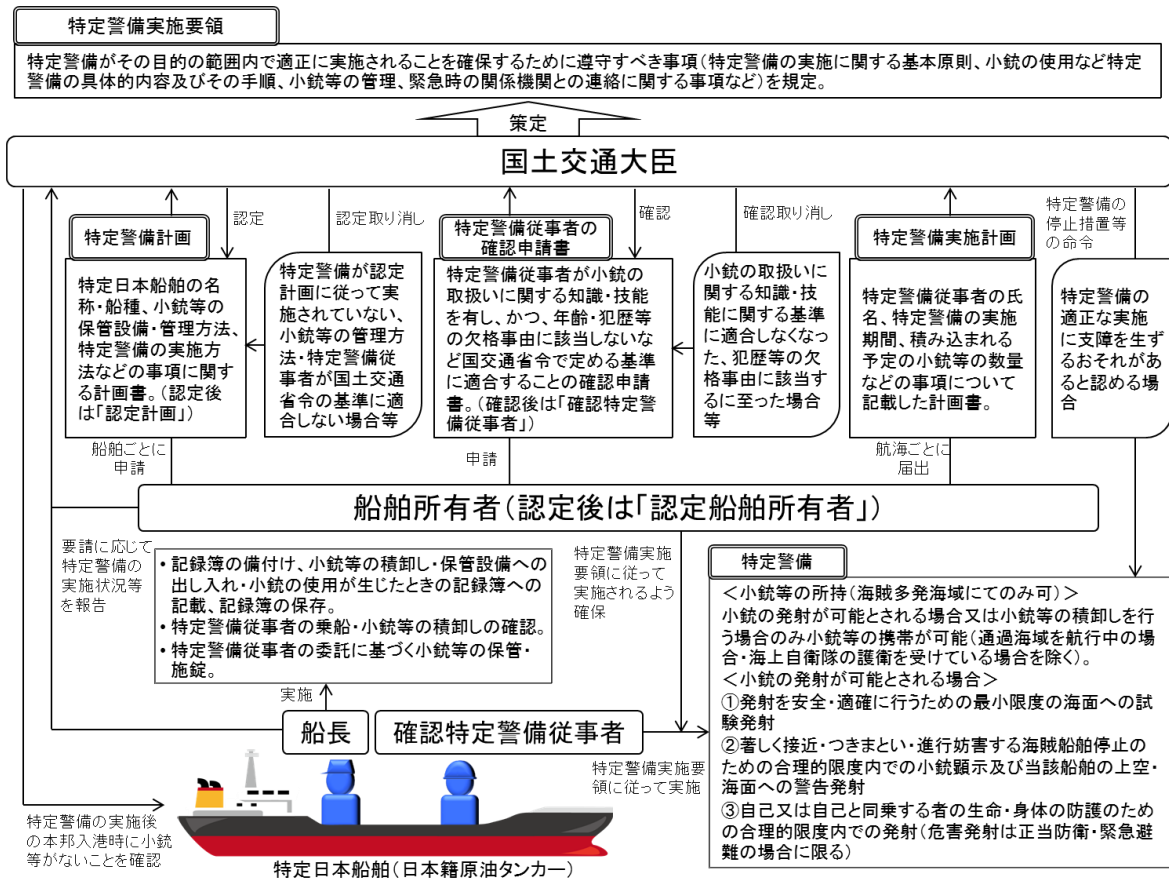 特定警備実施要領
特定警備がその目的の範囲内で適正に実施されることを確保するために遵守すべき事項(特定警備の実施に関する基本原則、小銃の使用など特定
警備の具体的内容及びその手順、小銃等の管理、緊急時の関係機関との連絡に関する事項など)を規定。
策定
国土交通大臣
認定
認定取り消し
確認
確認取り消し
特定警備の
停止措置等
の命令
特定警備計画
特定日本船舶の名
称・船種、小銃等の
保管設備・管理方法、
特定警備の実施方
法などの事項に関す
る計画書。(認定後
は「認定計画」)
特定警備が認定
計画に従って実
施されていない、
小銃等の管理方
法・特定警備従
事者が国土交通
省令の基準に適
合しない場合等
特定警備従事者の
確認申請書
特定警備従事者が小銃の
取扱いに関する知識・技能
を有し、かつ、年齢・犯歴等
の欠格事由に該当しないな
ど国交通省令で定める基準
に適合することの確認申請
書。(確認後は「確認特定警
備従事者」)
小銃の取扱いに
関する知識・技
能に関する基準
に適合しなくなっ
た、犯歴等の欠
格事由に該当す
るに至った場合
等
特定警備実施計画
特定警備従事者の氏
名、特定警備の実施
期間、積み込まれる
予定の小銃等の数量
などの事項について
記載した計画書。
特定警備の
適正な実施
に支障を生ず
るおそれがあ
ると認める場
合
船舶ごとに
申請
申請
航海ごとに
届出
船舶所有者(認定後は「認定船舶所有者」)
要請に応じて
特定警備の
実施状況等
を報告
・記録簿の備付け、小銃等の積卸し・保管設備への
出し入れ・小銃の使用が生じたときの記録簿への
記載、記録簿の保存。
・特定警備従事者の乗船・小銃等の積卸しの確認。
・特定警備従事者の委託に基づく小銃等の保管・
施錠。
実施
特定警備実施
要領に従って
実施されるよう
確保
船長
確認特定警備従事者
特定警備実施要
領に従って実施
特定警備
<小銃等の所持(海賊多発海域にてのみ可)>
小銃の発射が可能とされる場合又は小銃等の積卸しを行
う場合のみ小銃等の携帯が可能(通過海域を航行中の場
合・海上自衛隊の護衛を受けている場合を除く)。
<小銃の発射が可能とされる場合>
①発射を安全・適確に行うための最小限度の海面への試
験発射
②著しく接近・つきまとい・進行妨害する海賊船舶停止の
ための合理的限度内での小銃顕示及び当該船舶の上空・
海面への警告発射
③自己又は自己と同乗する者の生命・身体の防護のため
の合理的限度内での発射(危害発射は正当防衛・緊急避
難の場合に限る)
特定警備の実施後
の本邦入港時に小銃
等がないことを確認
特定日本船舶(日本籍原油タンカー)